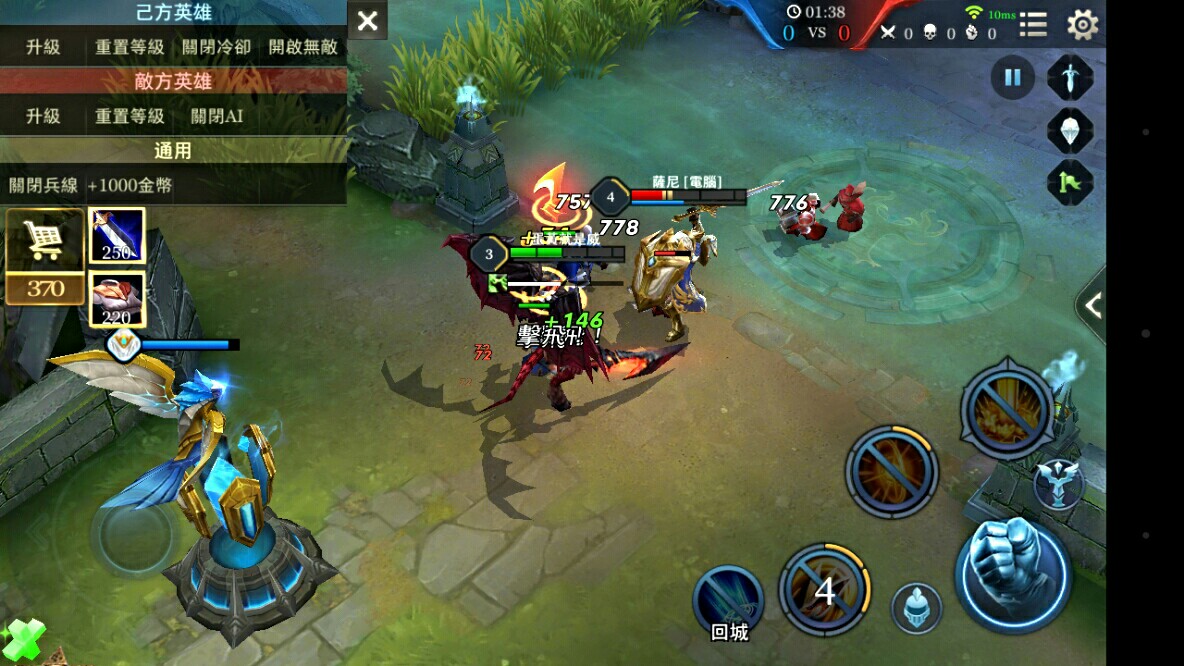 己方英雄
升級 重置等級 關閉冷卻 開啟無敵
敵方英雄
升級 重置等級 關閉AI
通用
關閉兵線 +1000金幣
01:38
10ms
0 VS 0
0 0 0
薩尼 [電腦]
4
757
776
778
3
250
370
220
+146
擊飛!
72
4
回城